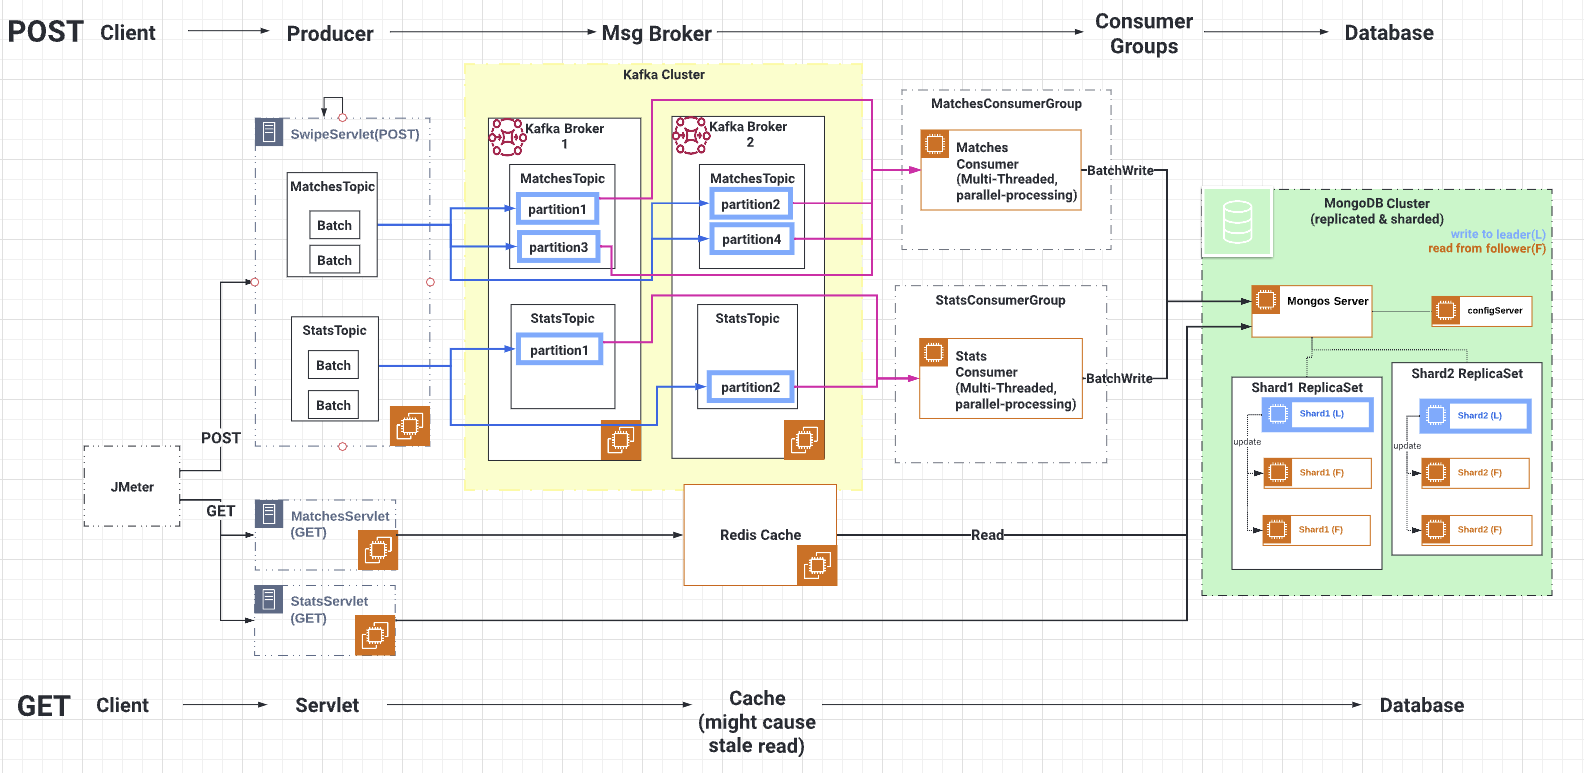 POST Client Producer Msg Broker Consumer
Groups Database
Kafka Cluster
SwipeServlet(POST)
MatchesTopic
Batch
Batch
StatsTopic
Batch
Batch
Kafka Broker
1
MatchesTopic
partition1
partition3
StatsTopic
partition1
Kafka Broker
2
MatchesTopic
partition2
partition4
StatsTopic
partition2
MatchesConsumerGroup
Matches
Consumer
(Multi-Threaded,
parallel-processing)
BatchWrite
StatsConsumerGroup
Stats
Consumer
(Multi-Threaded,
parallel-processing)
BatchWrite
MongoDB Cluster
(replicated & sharded)
write to leader(L)
read from follower(F)
Mongos Server
configServer
Shard1 ReplicaSet
Shard1 (L)
update
Shard1 (F)
Shard1 (F)
Shard2 ReplicaSet
Shard2 (L)
update
Shard2 (F)
Shard2 (F)
POST
JMeter
GET
MatchesServlet
(GET)
Redis Cache
Read
StatsServlet
(GET)
GET Client Servlet Cache
(might cause
stale read)
Database